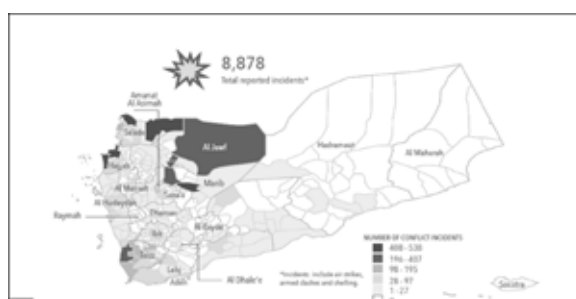 8,878
Total reported incidents*
Amanat
Al Asimah
Sa'ada
Al Jawf
Hadramaut
Al Maharah
Hajjah
Marib
Al Mahwit
Sana'a
Al Hodeidah
Raymah
Dhamar
Al Bayda
Ibb
Taizz
Lahj
Aden
Al Dhale'e
Socotra
NUMBER OF CONFLICT INCIDENTS
408 - 538
196 - 407
98 - 195
28 - 97
1 - 27
*Incidents include air strikes,
armed clashes and shelling.